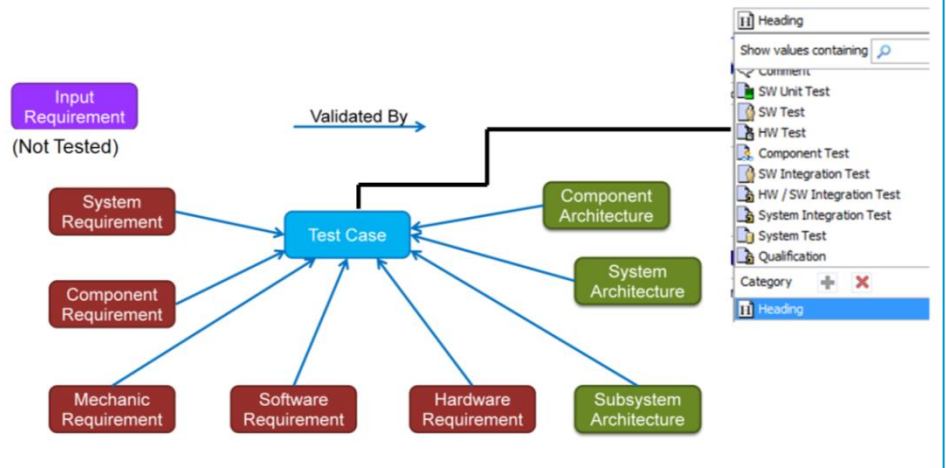 Input
Requirement
(Not Tested)
Validated By
System
Requirement
Component
Requirement
Mechanic
Requirement
Software
Requirement
Hardware
Requirement
Test Case
Component
Architecture
System
Architecture
Subsystem
Architecture
H Heading
Show values containing
Comment
SW Unit Test
SW Test
HW Test
Component Test
SW Integration Test
HW / SW Integration Test
System Integration Test
System Test
Qualification
Category
H Heading